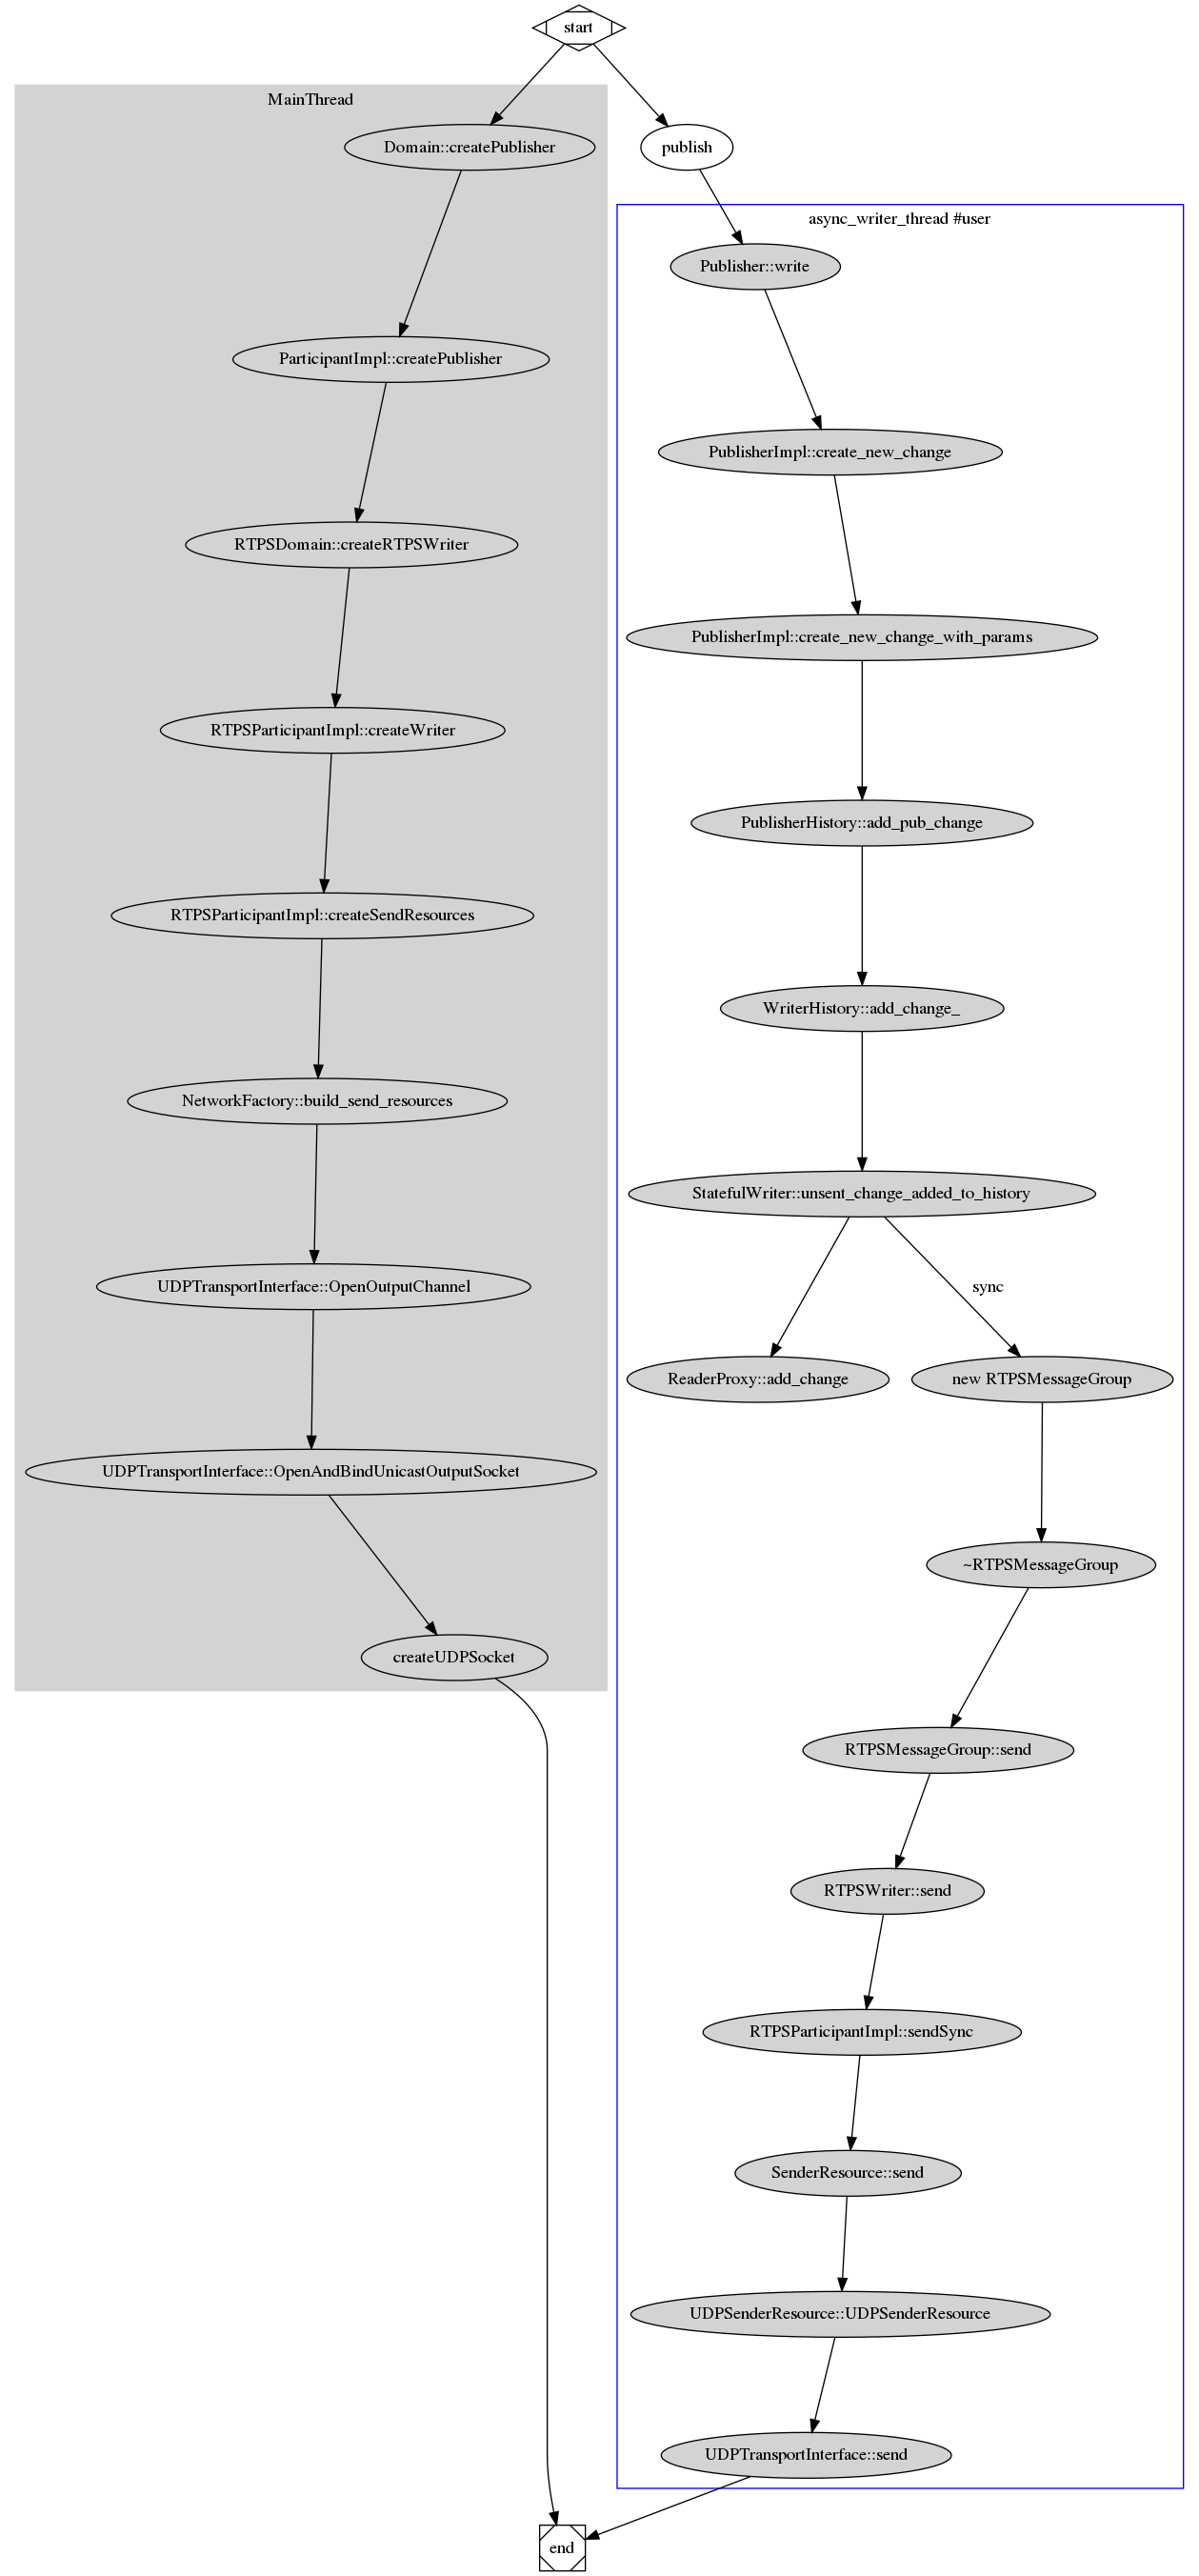 start
MainThread
Domain::createPublisher
ParticipantImpl::createPublisher
RTPSDomain::createRTPSWriter
RTPSParticipantImpl::createWriter
RTPSParticipantImpl::createSendResources
NetworkFactory::build_send_resources
UDPTransportInterface::OpenOutputChannel
UDPTransportInterface::OpenAndBindUnicastOutputSocket
createUDPSocket
publish
async_writer_thread #user
Publisher::write
PublisherImpl::create_new_change
PublisherImpl::create_new_change_with_params
PublisherHistory::add_pub_change
WriterHistory::add_change_
StatefulWriter::unsent_change_added_to_history
sync
ReaderProxy::add_change
new RTPSMessageGroup
~RTPSMessageGroup
RTPSMessageGroup::send
RTPSWriter::send
RTPSParticipantImpl::sendSync
SenderResource::send
UDPSenderResource::UDPSenderResource
UDPTransportInterface::send
end